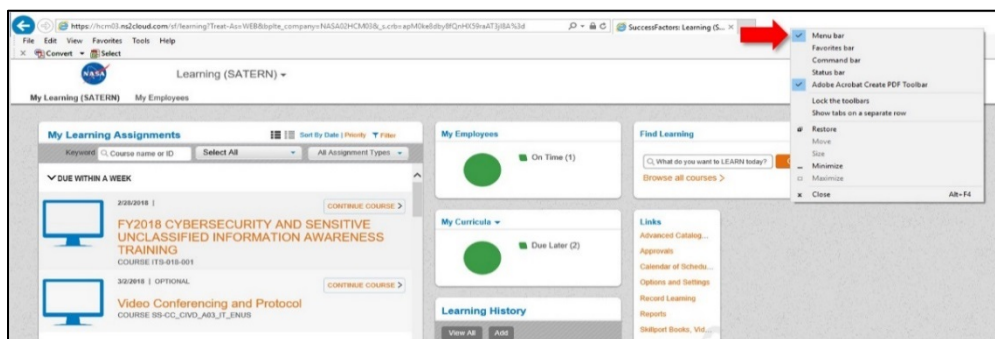 https://hcm03.ns2cloud.com/sf/learning?Treat-As=WEB&bplte_company=NASA02HCM03&_s.crb=
SuccessFactors: Learning (S...
File Edit View Favorites Tools Help
Convert Select
NASA
Learning (SATERN)
My Learning (SATERN) My Employees
My Learning Assignments
Sort By Date | Priority Filter
Keyword Course name or ID Select All All Assignment Types
DUE WITHIN A WEEK
2/28/2018 |
CONTINUE COURSE >
FY2018 CYBERSECURITY AND SENSITIVE
UNCLASSIFIED INFORMATION AWARENESS
TRAINING
COURSE ITS-018-001
3/2/2018 | OPTIONAL
CONTINUE COURSE >
Video Conferencing and Protocol
COURSE SS-CC_CIVD_A03_IT_ENUS
My Employees
On Time (1)
My Curricula
Due Later (2)
Learning History
View All Add
Find Learning
What do you want to LEARN today?
Browse all courses >
Links
Advanced Catalog...
Approvals
Calendar of Schedu...
Options and Settings
Record Learning
Reports
Skillport Books, Vid...
Menu bar
Favorites bar
Command bar
Status bar
Adobe Acrobat Create PDF Toolbar
Lock the toolbars
Show tabs on a separate row
Restore
Move
Size
Minimize
Maximize
Close Alt+F4